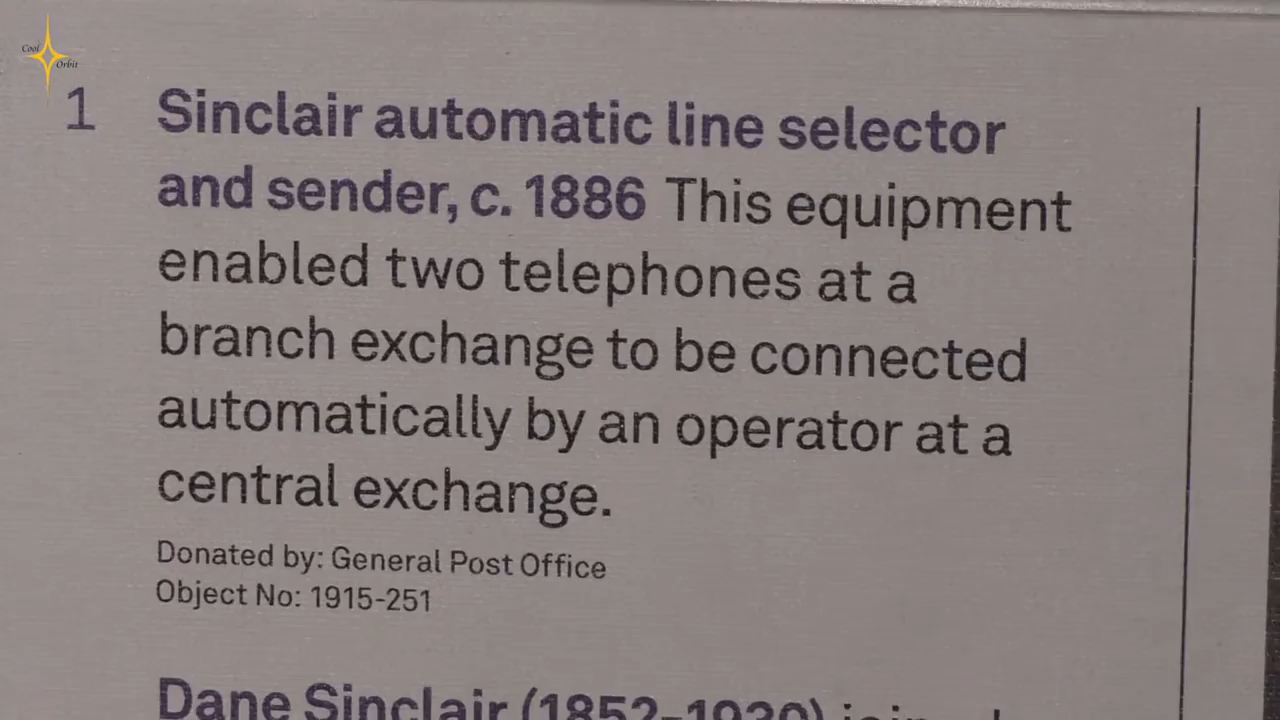 Cool
Orbit
1 Sinclair automatic line selector
and sender, c. 1886 This equipment
enabled two telephones at a
branch exchange to be connected
automatically by an operator at a
central exchange.
Donated by: General Post Office
Object No: 1915-251
Dane Sinclair (1852-1930)